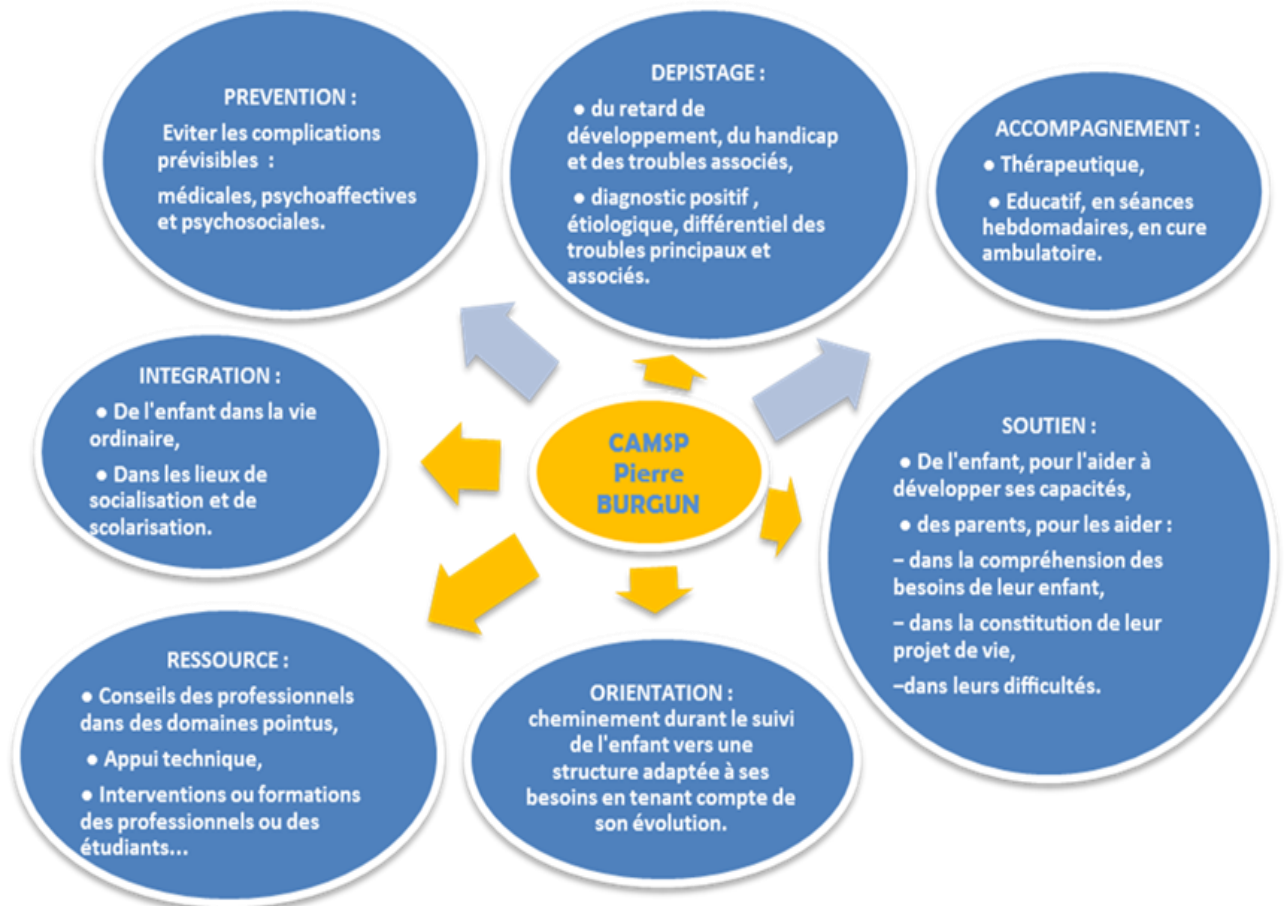 PREVENTION :
Eviter les complications
prévisibles :
médicales, psychoaffectives
et psychosociales.
DEPISTAGE :
● du retard de
développement, du handicap
et des troubles associés,
● diagnostic positif ,
étiologique, différentiel des
troubles principaux et
associés.
ACCOMPAGNEMENT :
● Thérapeutique,
● Educatif, en séances
hebdomadaires, en cure
ambulatoire.
INTEGRATION :
● De l'enfant dans la vie
ordinaire,
● Dans les lieux de
socialisation et de
scolarisation.
CAMSP
Pierre
BURGUN
SOUTIEN :
● De l'enfant, pour l'aider à
développer ses capacités,
● des parents, pour les aider :
– dans la compréhension des
besoins de leur enfant,
– dans la constitution de leur
projet de vie,
–dans leurs difficultés.
RESSOURCE :
● Conseils des professionnels
dans des domaines pointus,
● Appui technique,
● Interventions ou formations
des professionnels ou des
étudiants...
ORIENTATION :
cheminement durant le suivi
de l'enfant vers une
structure adaptée à ses
besoins en tenant compte de
son évolution.